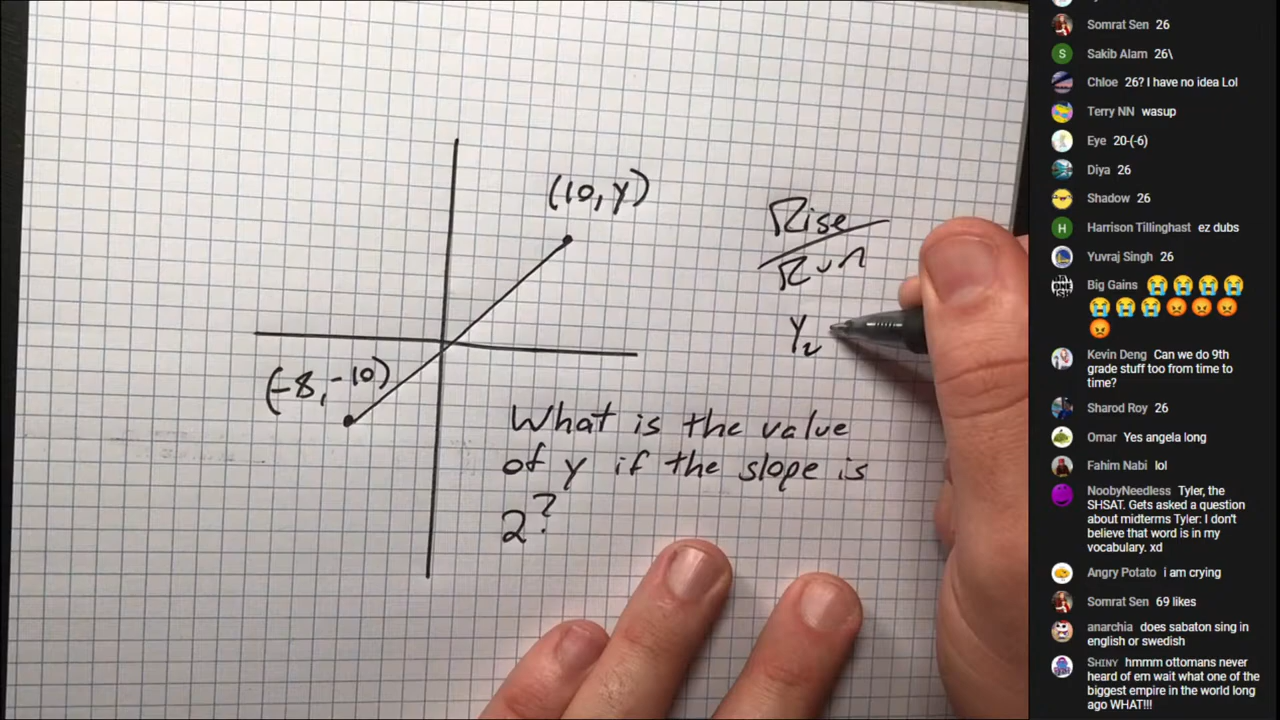 (10, y)
(-8, -10)
What is the value
of y if the slope is
2?
Rise
Run
Y₂
Somrat Sen 26
Sakib Alam 26\
Chloe 26? I have no idea Lol
Terry NN wasup
Eye 20-(-6)
Diya 26
Shadow 26
Harrison Tillinghast ez dubs
Yuvraj Singh 26
Big Gains 😭😭😭😭
😭😭😭😡😡😡
😡
Kevin Deng Can we do 9th
grade stuff too from time to
time?
Sharod Roy 26
Omar Yes angela long
Fahim Nabi lol
NoobyNeedless Tyler, the
SHSAT. Gets asked a question
about midterms Tyler: I don't
believe that word is in my
vocabulary. xd
Angry Potato i am crying
Somrat Sen 69 likes
anarchia does sabaton sing in
english or swedish
SHINY hmmm ottomans never
heard of em wait what one of
the biggest empire in the world long
ago WHAT!!!